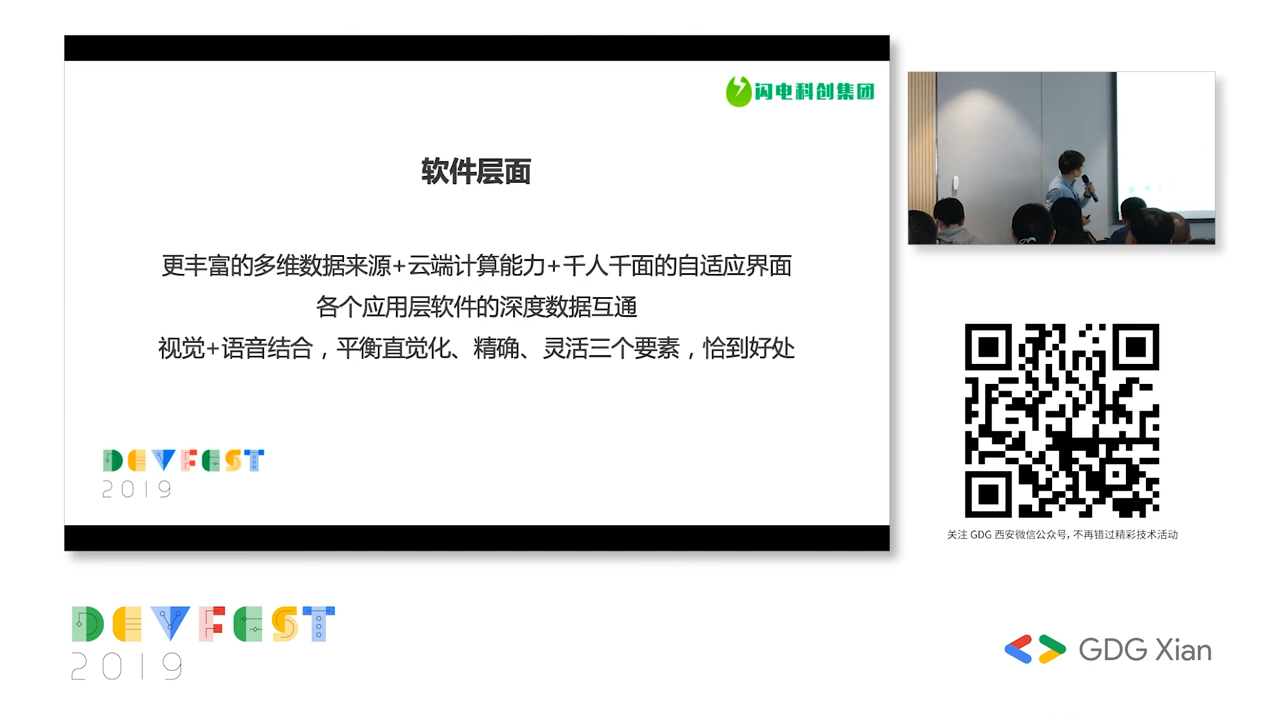 闪电科创集团
软件层面
更丰富的多维数据来源+云端计算能力+千人千面的自适应界面
各个应用层软件的深度数据互通
视觉+语音结合，平衡直觉化、精确、灵活三个要素，恰到好处
DEVFEST
2019
关注 GDG 西安微信公众号, 不再错过精彩技术活动
DEVFEST
2019
GDG Xian